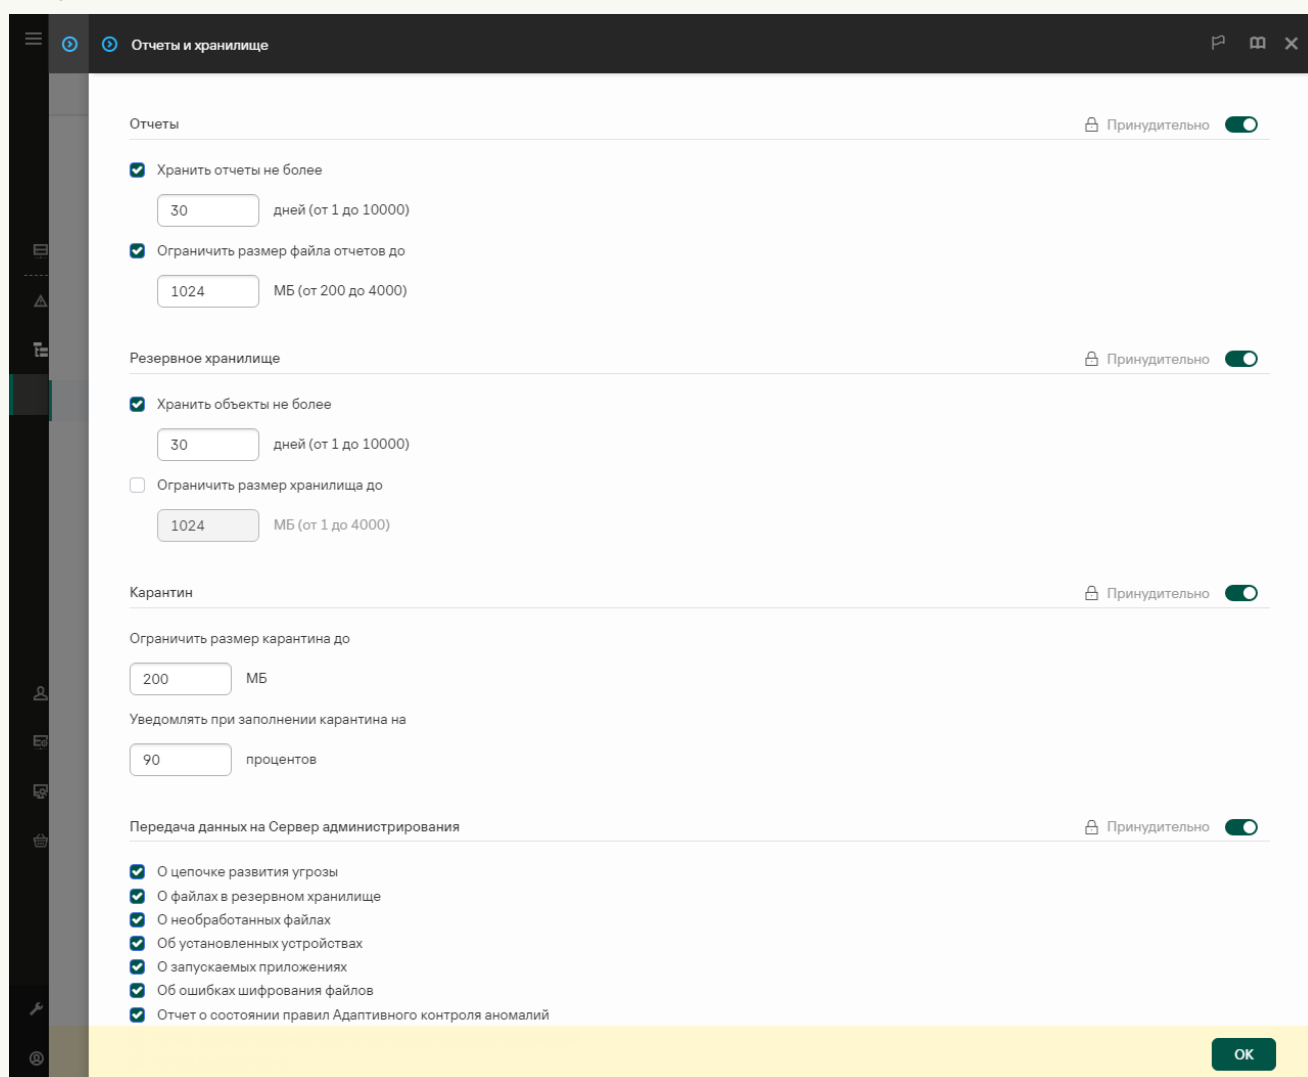 Отчеты и хранилище
Отчеты
Принудительно
Хранить отчеты не более
30 дней (от 1 до 10000)
Ограничить размер файла отчетов до
1024 МБ (от 200 до 4000)
Резервное хранилище
Принудительно
Хранить объекты не более
30 дней (от 1 до 10000)
Ограничить размер хранилища до
1024 МБ (от 1 до 4000)
Карантин
Принудительно
Ограничить размер карантина до
200 МБ
Уведомлять при заполнении карантина на
90 процентов
Передача данных на Сервер администрирования
Принудительно
О цепочке развития угрозы
О файлах в резервном хранилище
О необработанных файлах
Об установленных устройствах
О запускаемых приложениях
Об ошибках шифрования файлов
Отчет о состоянии правил Адаптивного контроля аномалий
OK